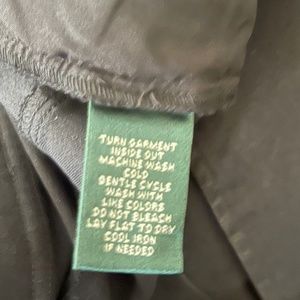 TURN GARMENT
INSIDE OUT
MACHINE WASH
COLD
GENTLE CYCLE
WASH WITH
LIKE COLORS
DO NOT BLEACH
LAY FLAT TO DRY
COOL IRON
IF NEEDED